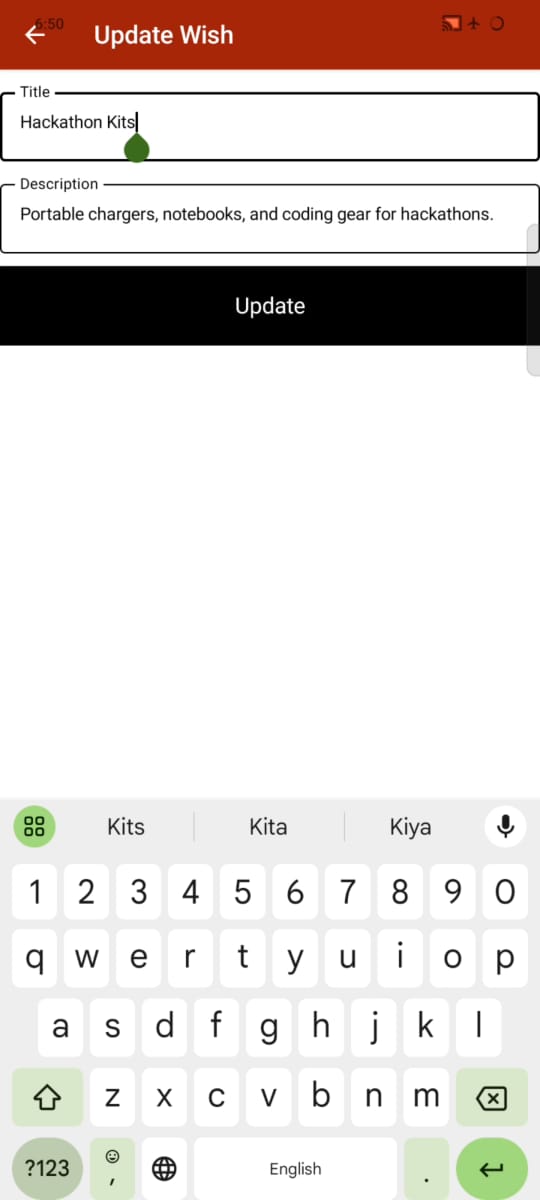 6:50
Update Wish
Title
Hackathon Kits
Description
Portable chargers, notebooks, and coding gear for hackathons.
Update
Kits Kita Kiya
1 2 3 4 5 6 7 8 9 0
q w e r t y u i o p
a s d f g h j k l
z x c v b n m
?123 , English .